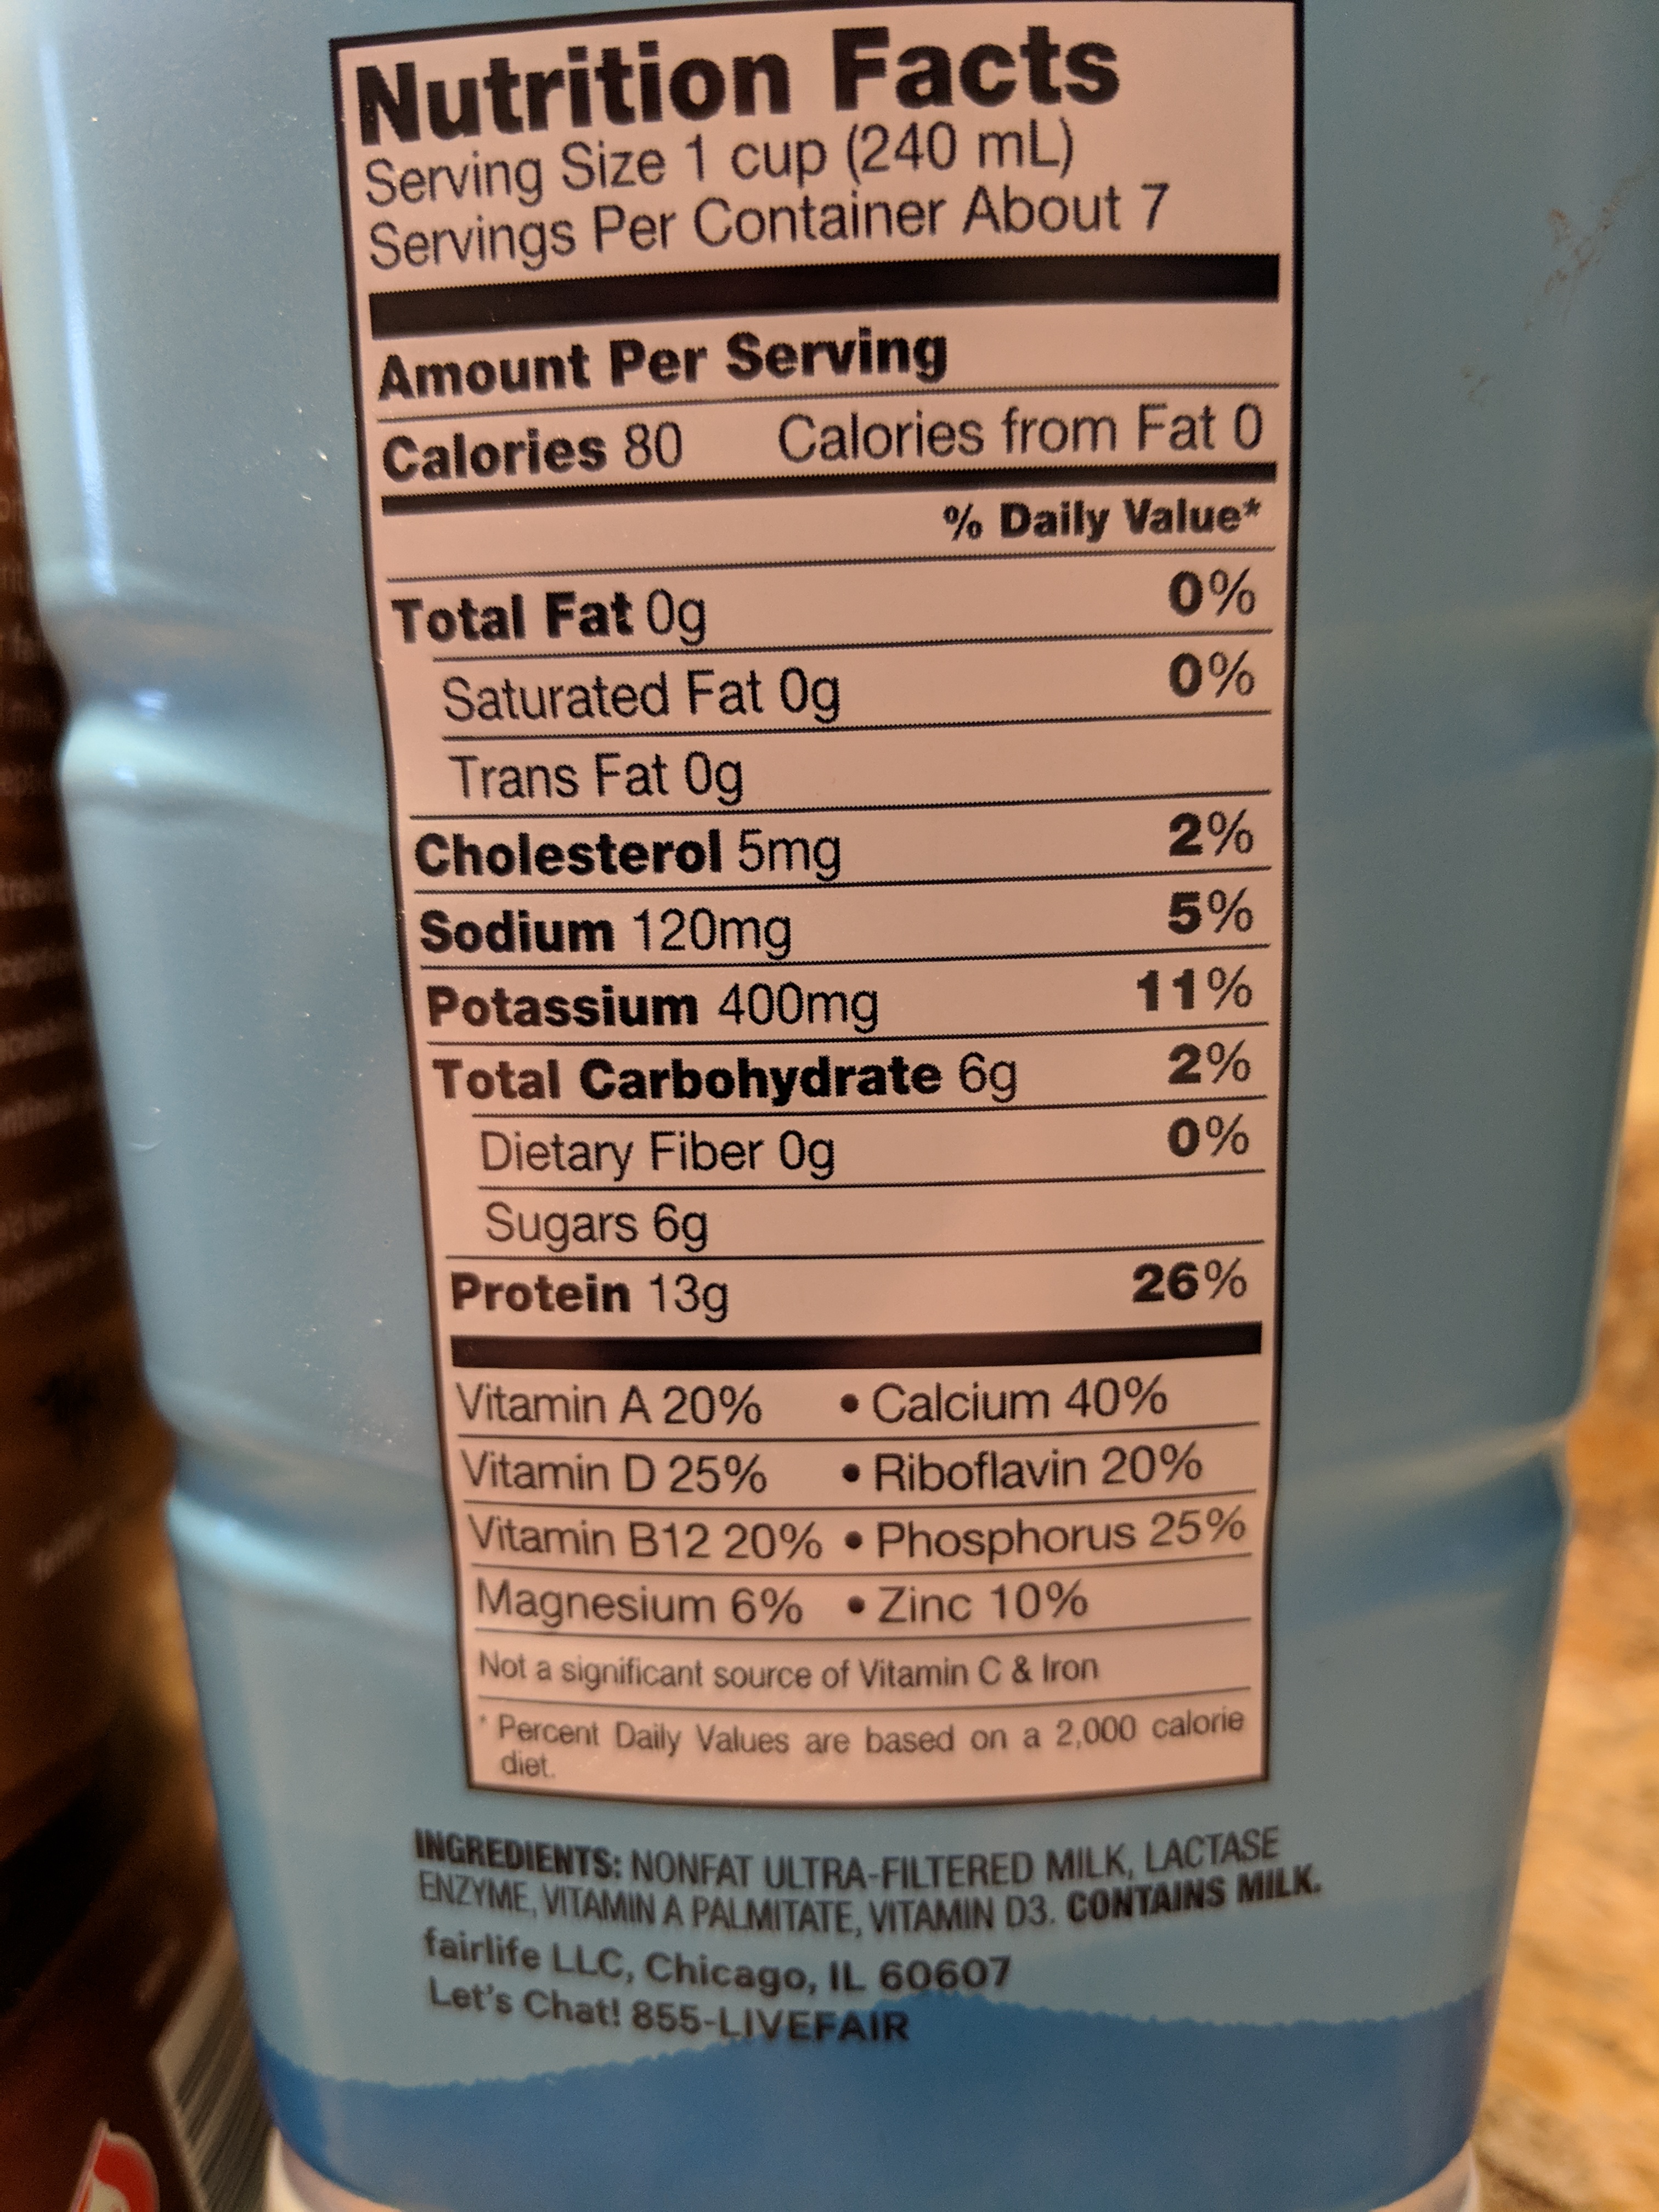 Nutrition Facts
Serving Size 1 cup (240 mL)
Servings Per Container About 7
Amount Per Serving
Calories 80 Calories from Fat 0
% Daily Value*
Total Fat 0g 0%
Saturated Fat 0g 0%
Trans Fat 0g
Cholesterol 5mg 2%
Sodium 120mg 5%
Potassium 400mg 11%
Total Carbohydrate 6g 2%
Dietary Fiber 0g 0%
Sugars 6g
Protein 13g 26%
Vitamin A 20% • Calcium 40%
Vitamin D 25% • Riboflavin 20%
Vitamin B12 20% • Phosphorus 25%
Magnesium 6% • Zinc 10%
Not a significant source of Vitamin C & Iron
* Percent Daily Values are based on a 2,000 calorie
diet.
INGREDIENTS: NONFAT ULTRA-FILTERED MILK, LACTASE
ENZYME, VITAMIN A PALMITATE, VITAMIN D3. CONTAINS MILK.
fairlife LLC, Chicago, IL 60607
Let's Chat! 855-LIVEFAIR